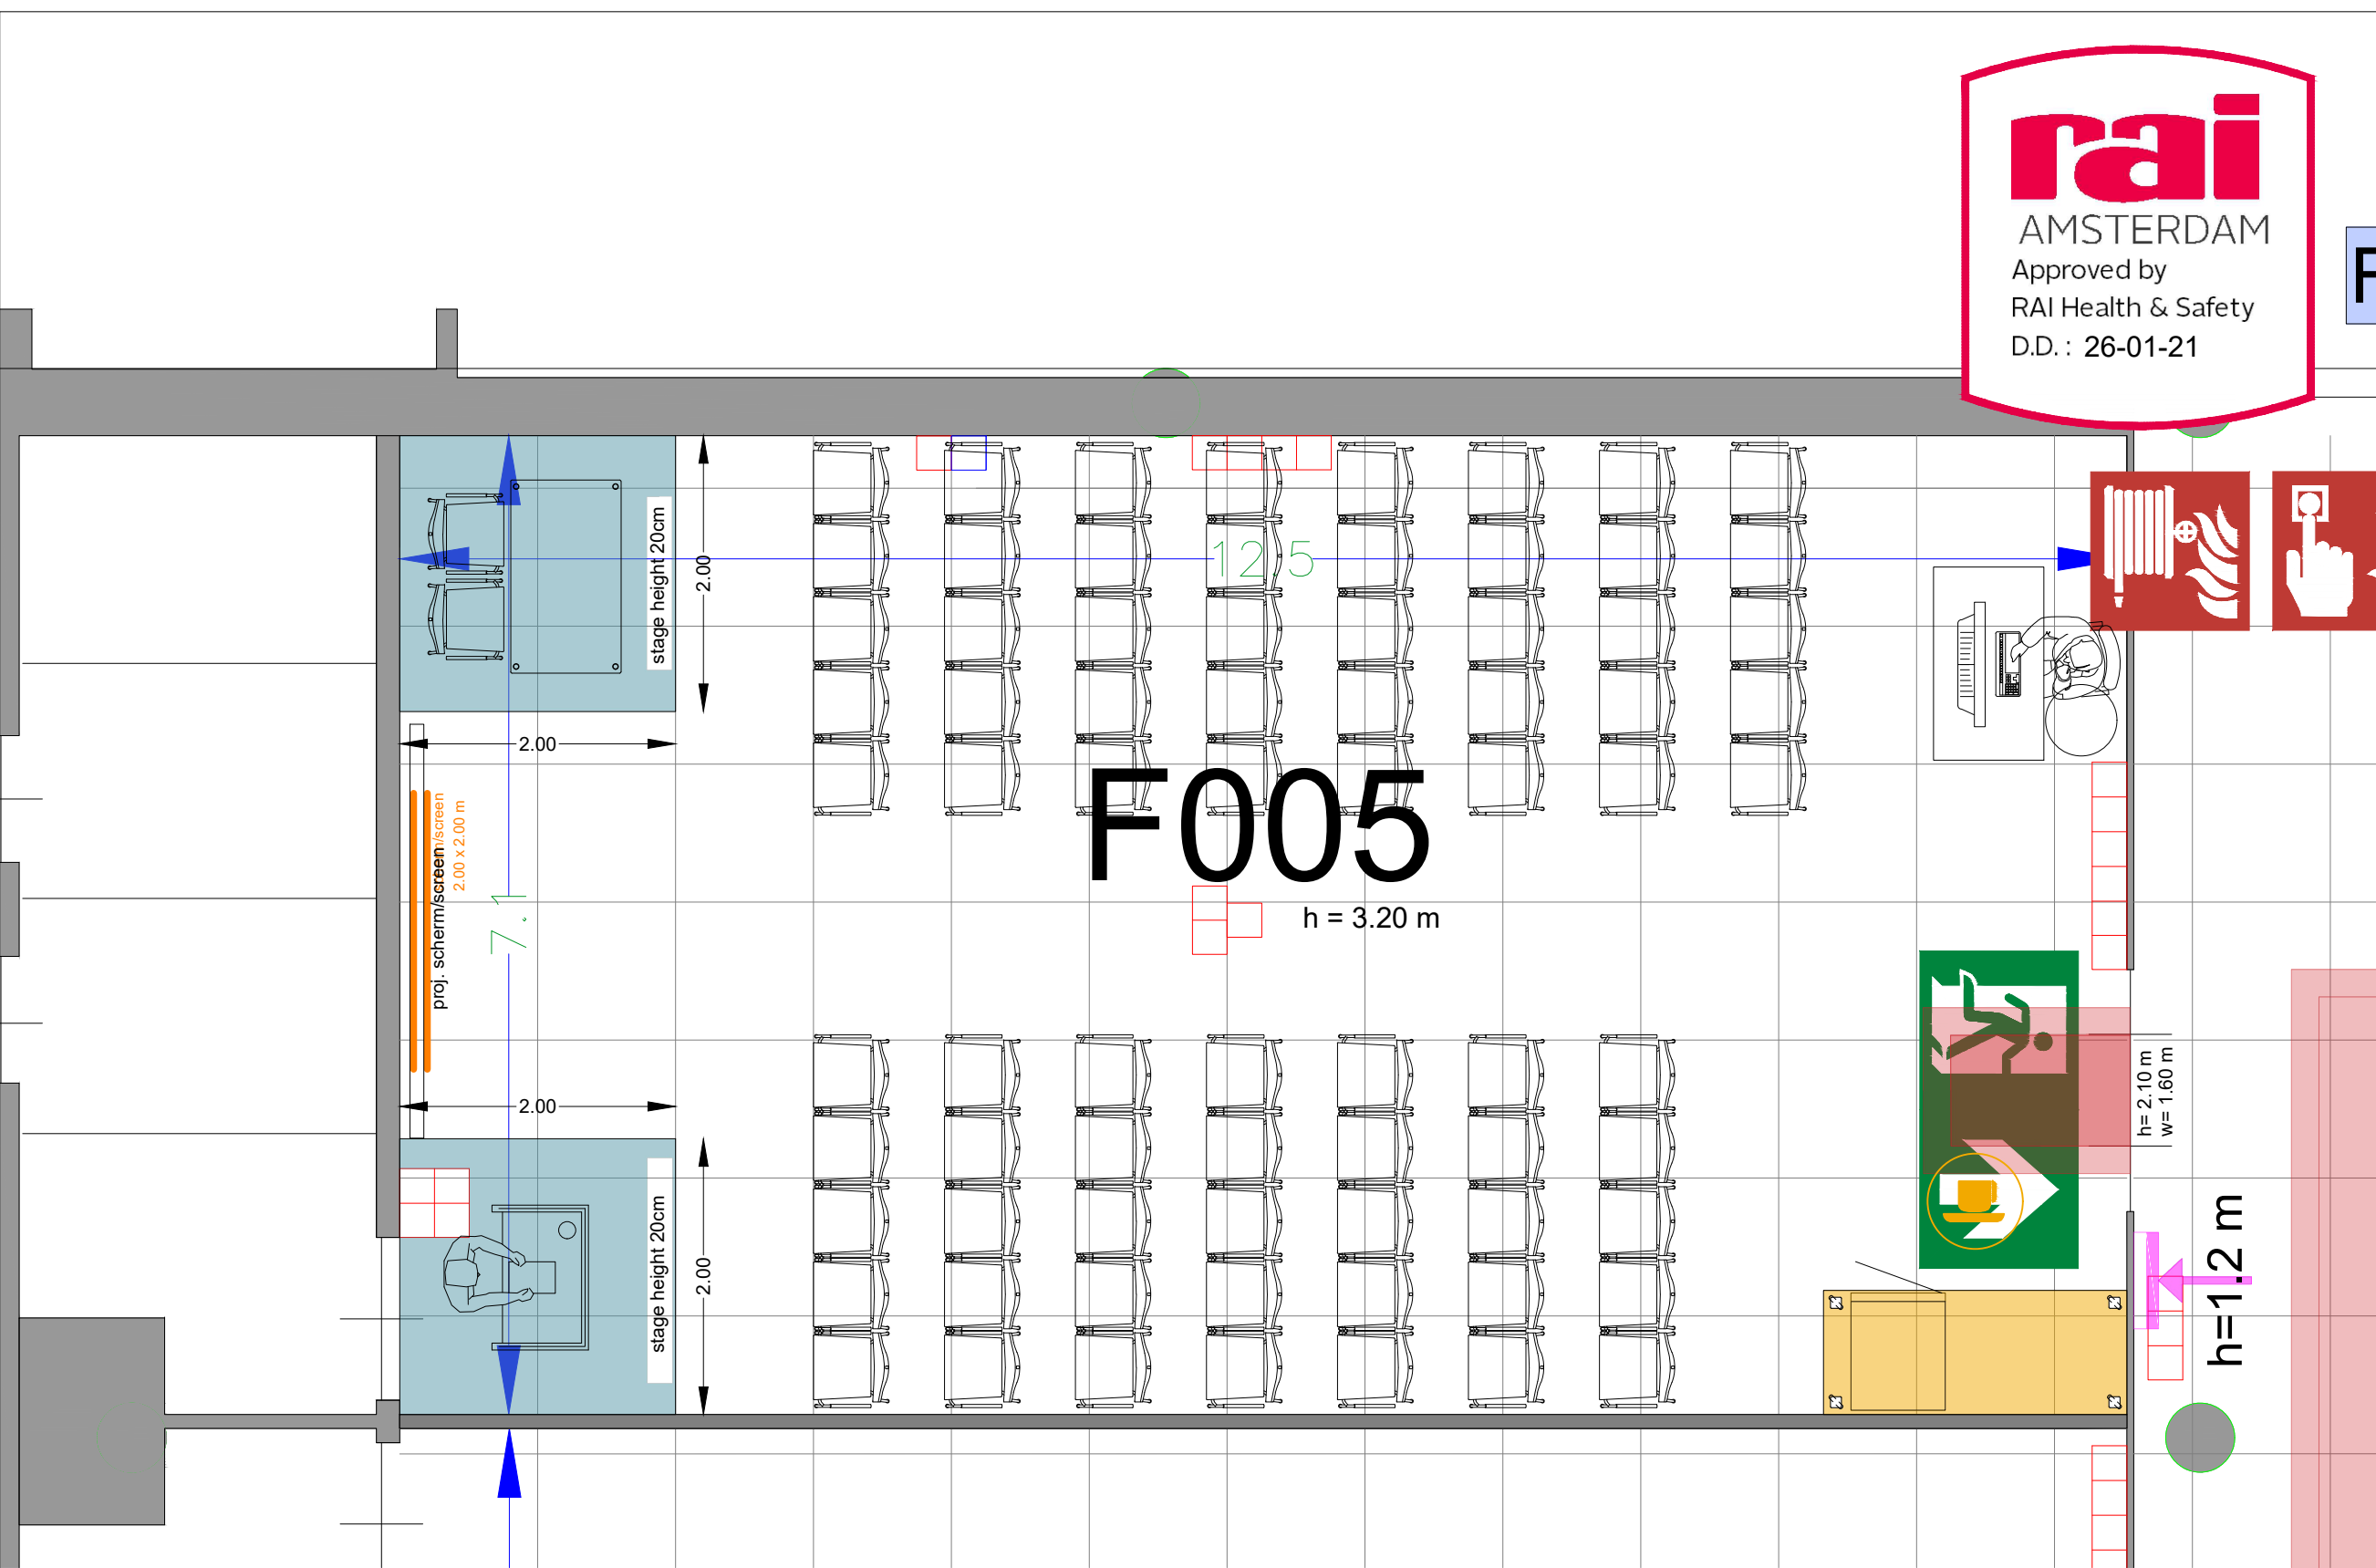 rai
AMSTERDAM
Approved by
RAI Health & Safety
D.D. : 26-01-21
F
stage height 20cm
2.00
12.5
2.00
F005
h = 3.20 m
proj. scherm/screen
m/screen
2.00 x 2.00 m
7.1
h= 2.10 m
w= 1.60 m
2.00
stage height 20cm
2.00
h=1.2 m